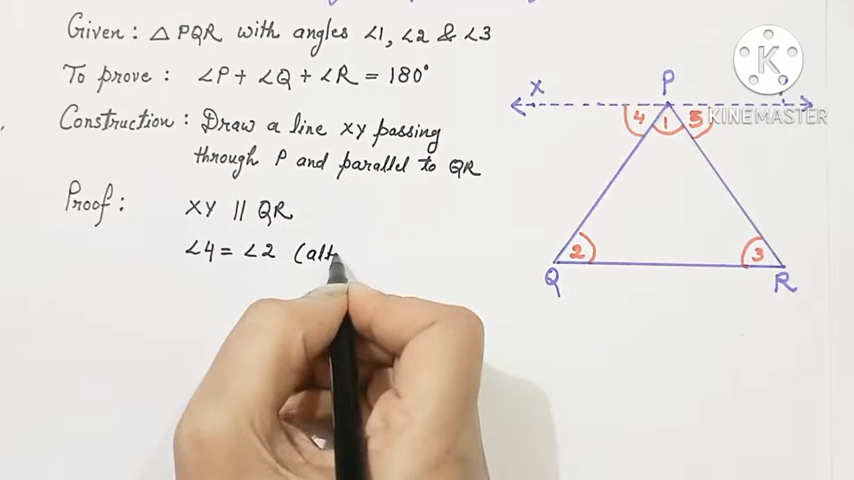 Given: △ PQR with angles ∠1, ∠2 & ∠3
To prove: ∠P + ∠Q + ∠R = 180°
Construction: Draw a line XY passing
through P and parallel to QR
Proof: XY || QR
∠4 = ∠2 (alt
X P
4 1 5
2 3
Q R
K
KINEMASTER